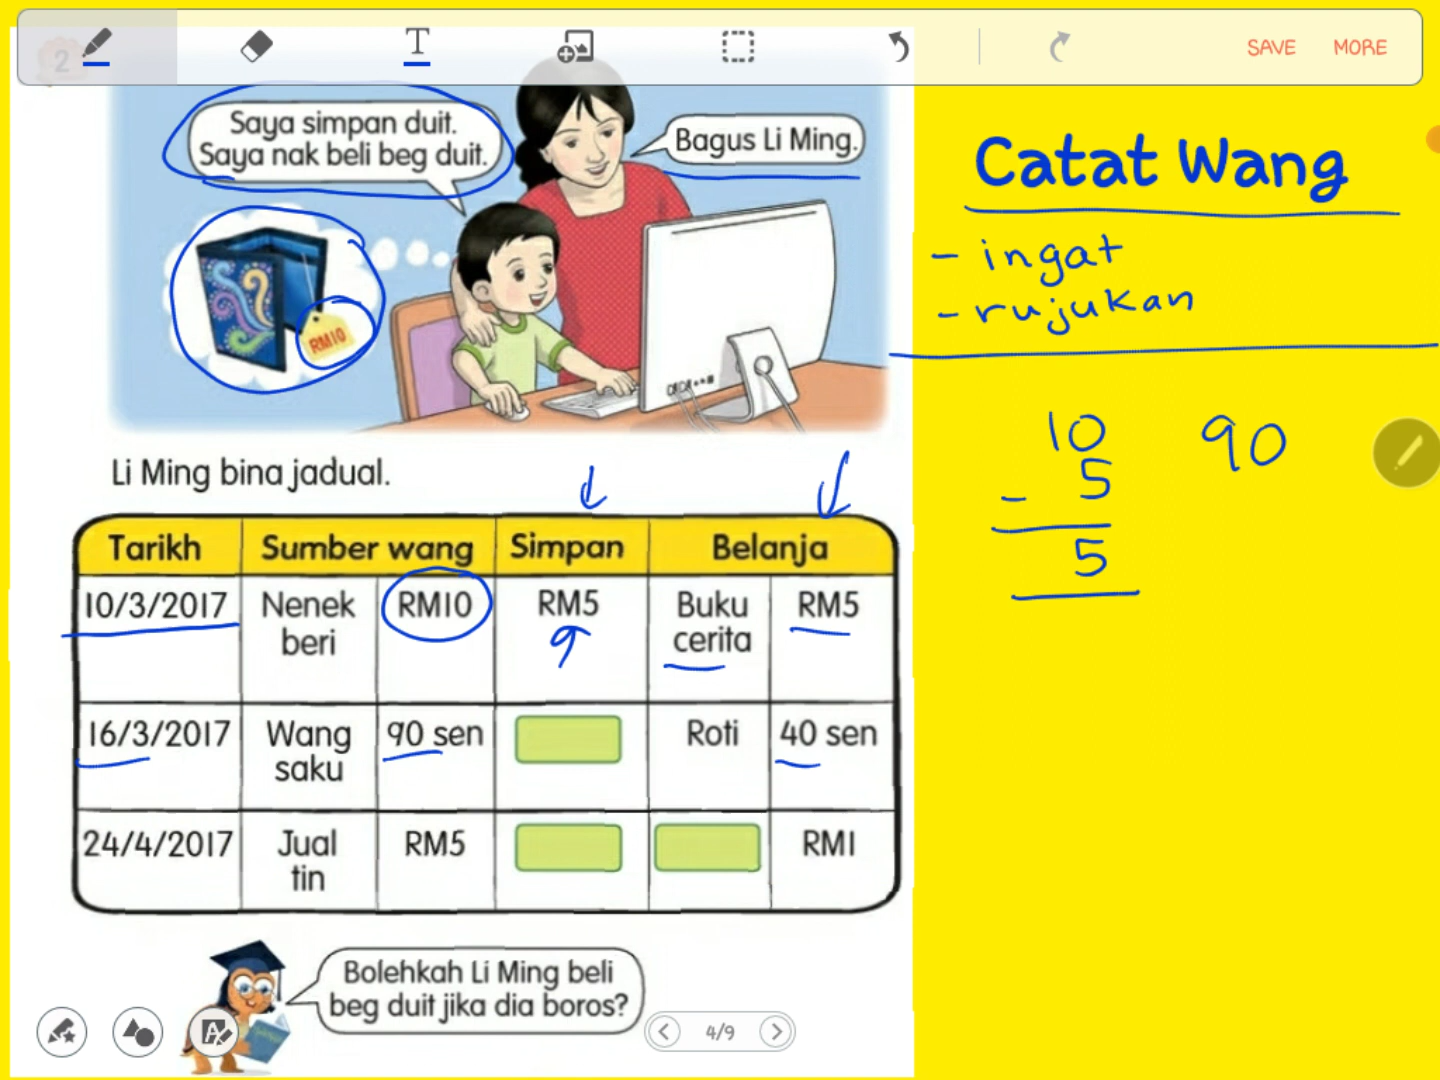 2
T
SAVE
MORE
Saya simpan duit.
Saya nak beli beg duit.
Bagus Li Ming.
RM10
Catat Wang
- ingat
- rujukan
10
- 5
5
90
Li Ming bina jadual.
Tarikh Sumber wang Simpan Belanja
10/3/2017 Nenek RM10 RM5 Buku RM5
beri cerita
16/3/2017 Wang 90 sen Roti 40 sen
saku
24/4/2017 Jual RM5 RM1
tin
Bolehkah Li Ming beli
beg duit jika dia boros?
4/9